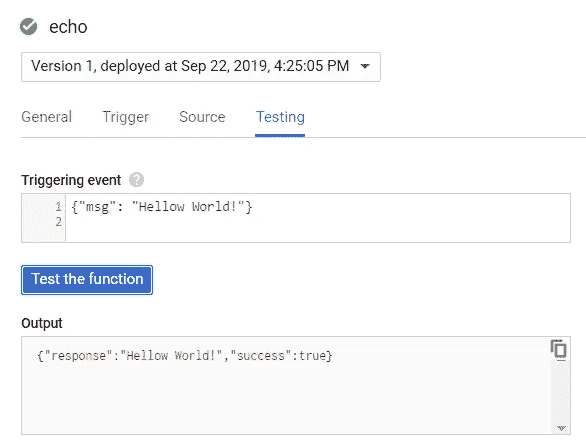 echo
Version 1, deployed at Sep 22, 2019, 4:25:05 PM
General Trigger Source Testing
Triggering event ?
1 {"msg": "Hellow World!"}
2
Test the function
Output
{"response":"Hellow World!","success":true}